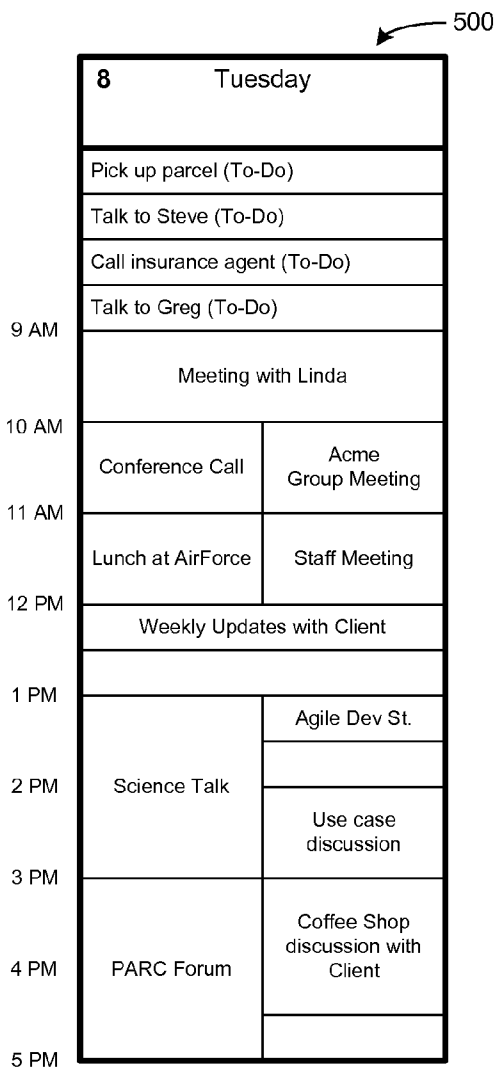 500
8 Tuesday
Pick up parcel (To-Do)
Talk to Steve (To-Do)
Call insurance agent (To-Do)
Talk to Greg (To-Do)
9 AM
Meeting with Linda
10 AM
Conference Call
Acme
Group Meeting
11 AM
Lunch at AirForce
Staff Meeting
12 PM
Weekly Updates with Client
1 PM
Agile Dev St.
2 PM
Science Talk
Use case
discussion
3 PM
Coffee Shop
discussion with
Client
4 PM
PARC Forum
5 PM